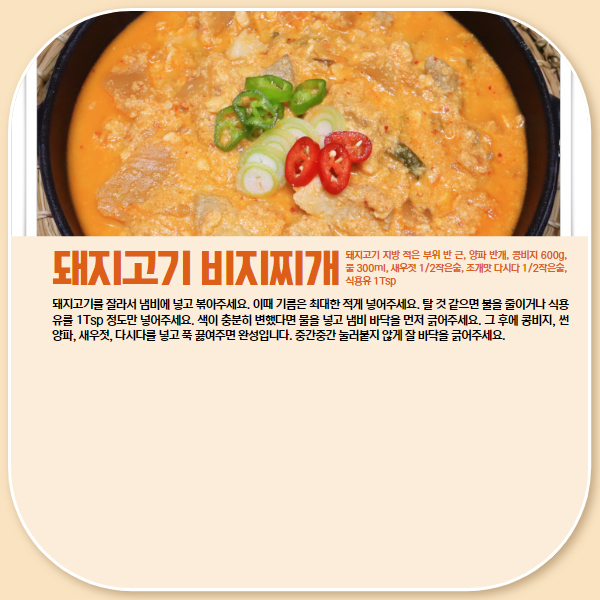 돼지고기 비지찌개
돼지고기 지방 적은 부위 반 근, 양파 반개, 콩비지 600g,
물 300ml, 새우젓 1/2작은술, 조개맛 다시다 1/2작은술,
식용유 1Tsp
돼지고기를 잘라서 냄비에 넣고 볶아주세요. 이때 기름은 최대한 적게 넣어주세요. 탈 것 같으면 불을 줄이거나 식용
유를 1Tsp 정도만 넣어주세요. 색이 충분히 변했다면 물을 넣고 냄비 바닥을 먼저 긁어주세요. 그 후에 콩비지, 썬
양파, 새우젓, 다시다를 넣고 푹 끓여주면 완성입니다. 중간중간 눌러붙지 않게 잘 바닥을 긁어주세요.